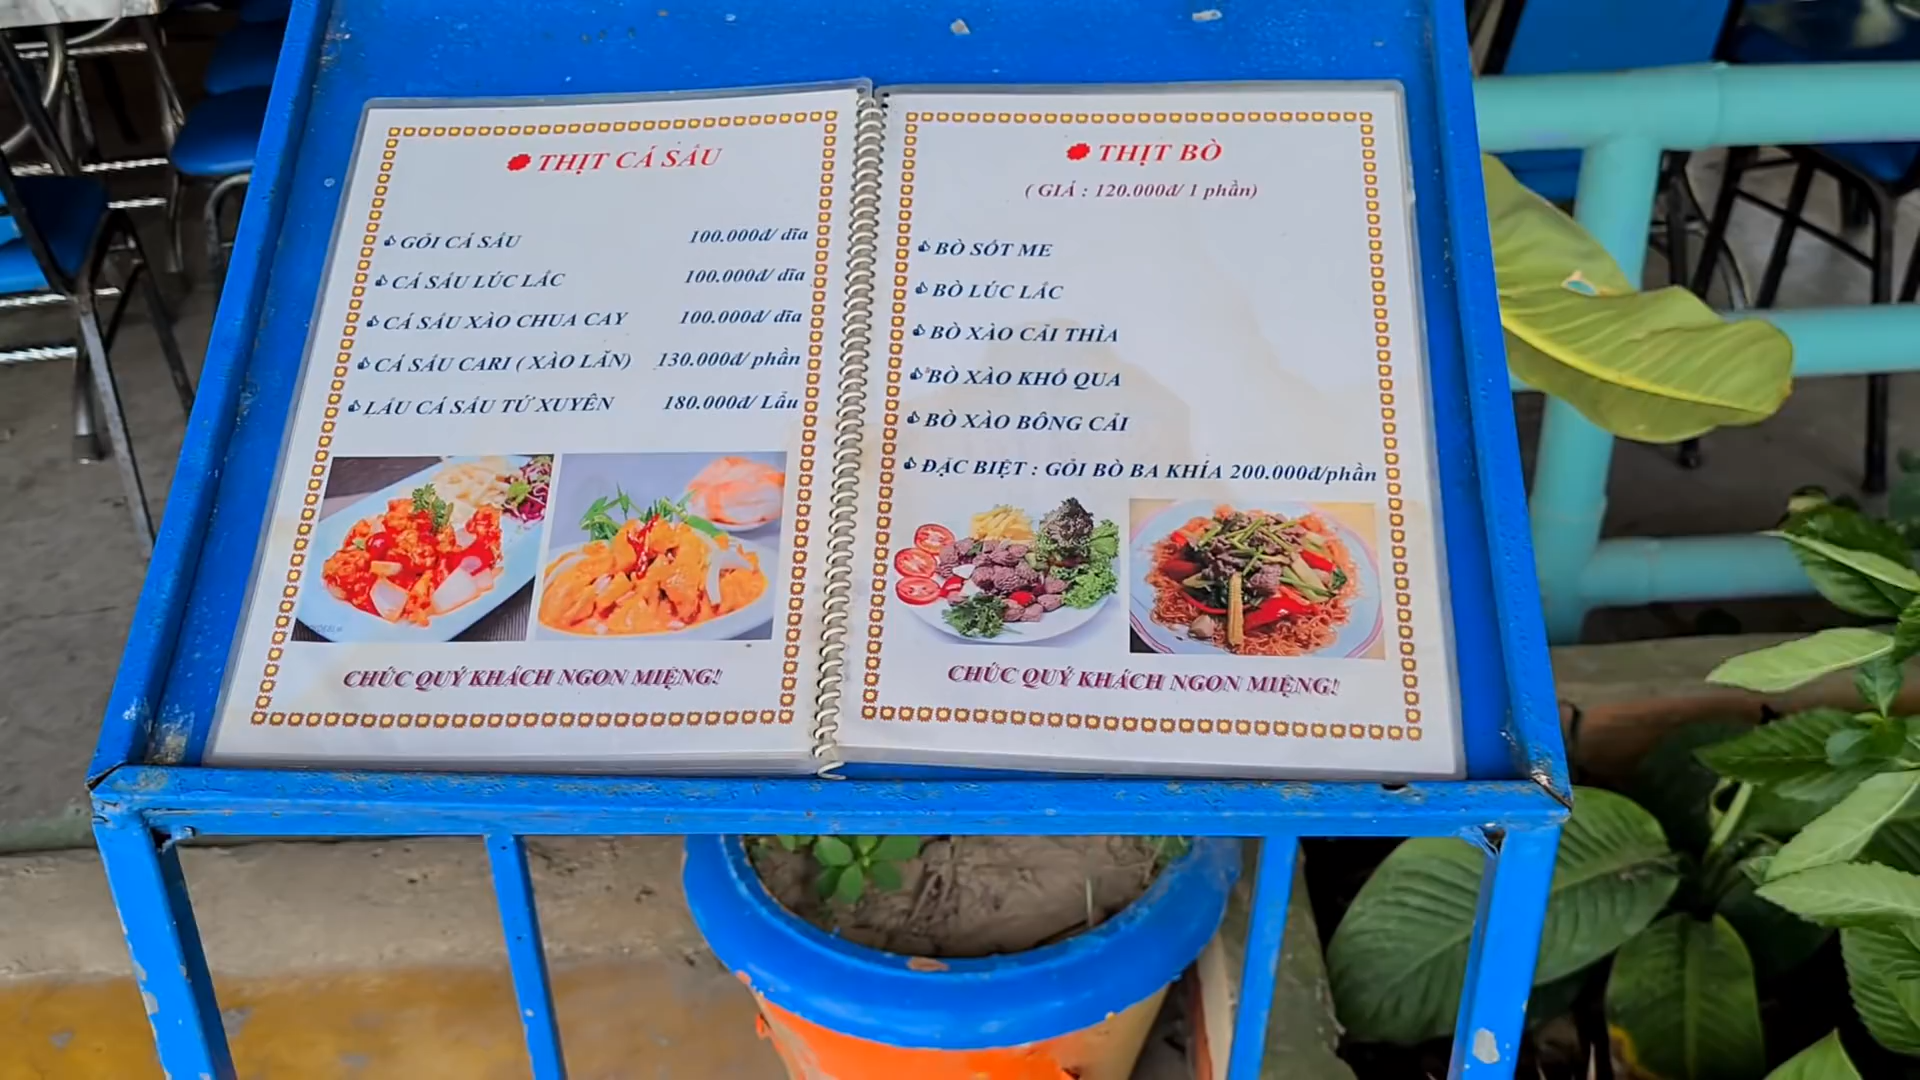 THỊT CÁ SẤU
GỎI CÁ SẤU 100.000đ/ dĩa
CÁ SẤU LÚC LẮC 100.000đ/ dĩa
CÁ SẤU XÀO CHUA CAY 100.000đ/ dĩa
CÁ SẤU CARI ( XÀO LĂN) 130.000đ/ phần
LẨU CÁ SẤU TỨ XUYÊN 180.000đ/ Lẩu
CHÚC QUÝ KHÁCH NGON MIỆNG!
THỊT BÒ
( GIÁ : 120.000đ/ 1 phần)
BÒ SỐT ME
BÒ LÚC LẮC
BÒ XÀO CẢI THÌA
BÒ XÀO KHỔ QUA
BÒ XÀO BÔNG CẢI
ĐẶC BIỆT : GỎI BÒ BA KHÍA 200.000đ/phần
CHÚC QUÝ KHÁCH NGON MIỆNG!